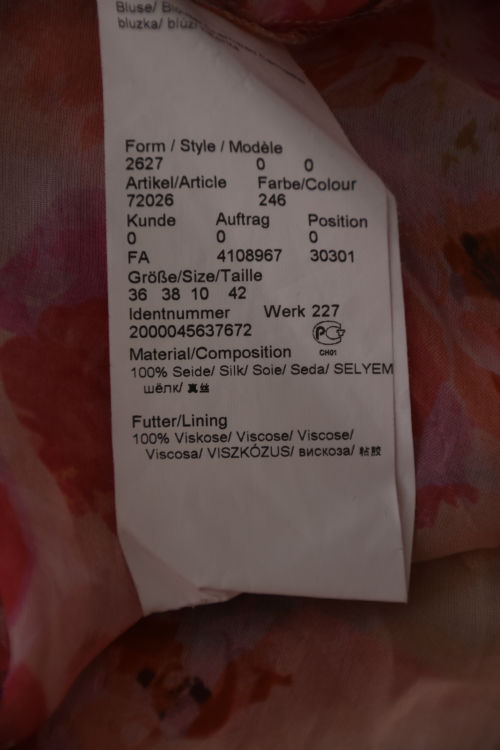 Bluse/
bluzka/
Form / Style / Modèle
2627 0 0
Artikel/Article Farbe/Colour
72026 246
Kunde Auftrag Position
0 0 0
FA 4108967 30301
Größe/Size/Taille
36 38 10 42
Identnummer Werk 227
2000045637672
CH01
Material/Composition
100% Seide/ Silk/ Soie/ Seda/ SELYEM
шёлк/ 真丝
Futter/Lining
100% Viskose/ Viscose/ Viscose/
Viscosa/ VISZKÓZUS/ вискоза/ 粘胶